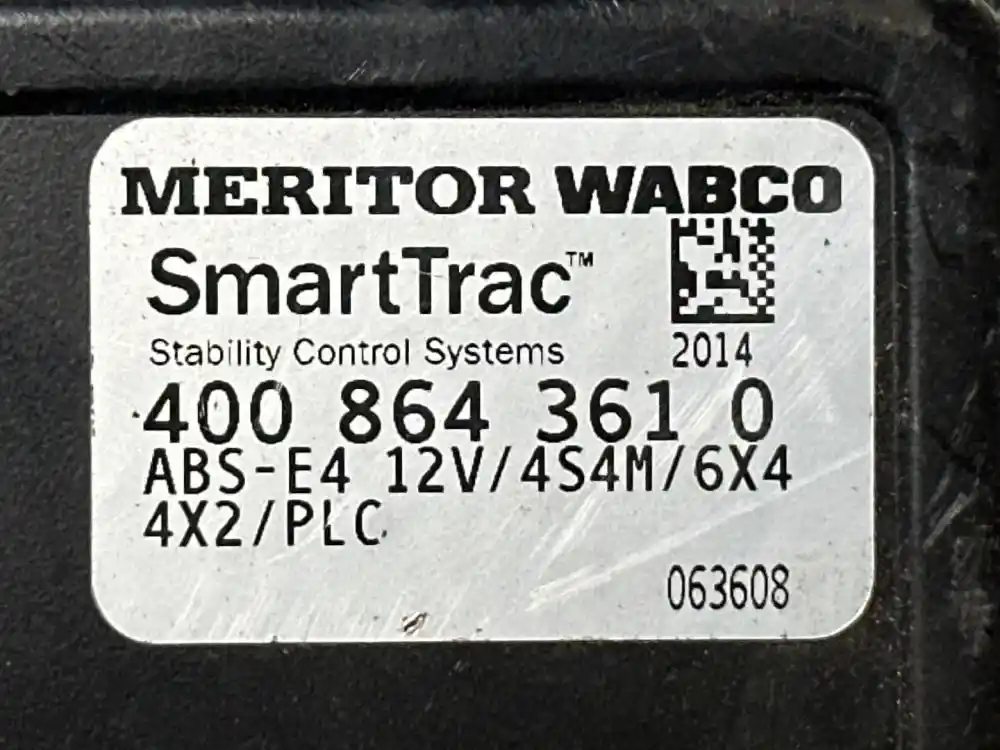 MERITOR WABCO
SmartTrac™
Stability Control Systems
2014
400 864 361 0
ABS-E4 12V/4S4M/6X4
4X2/PLC
063608